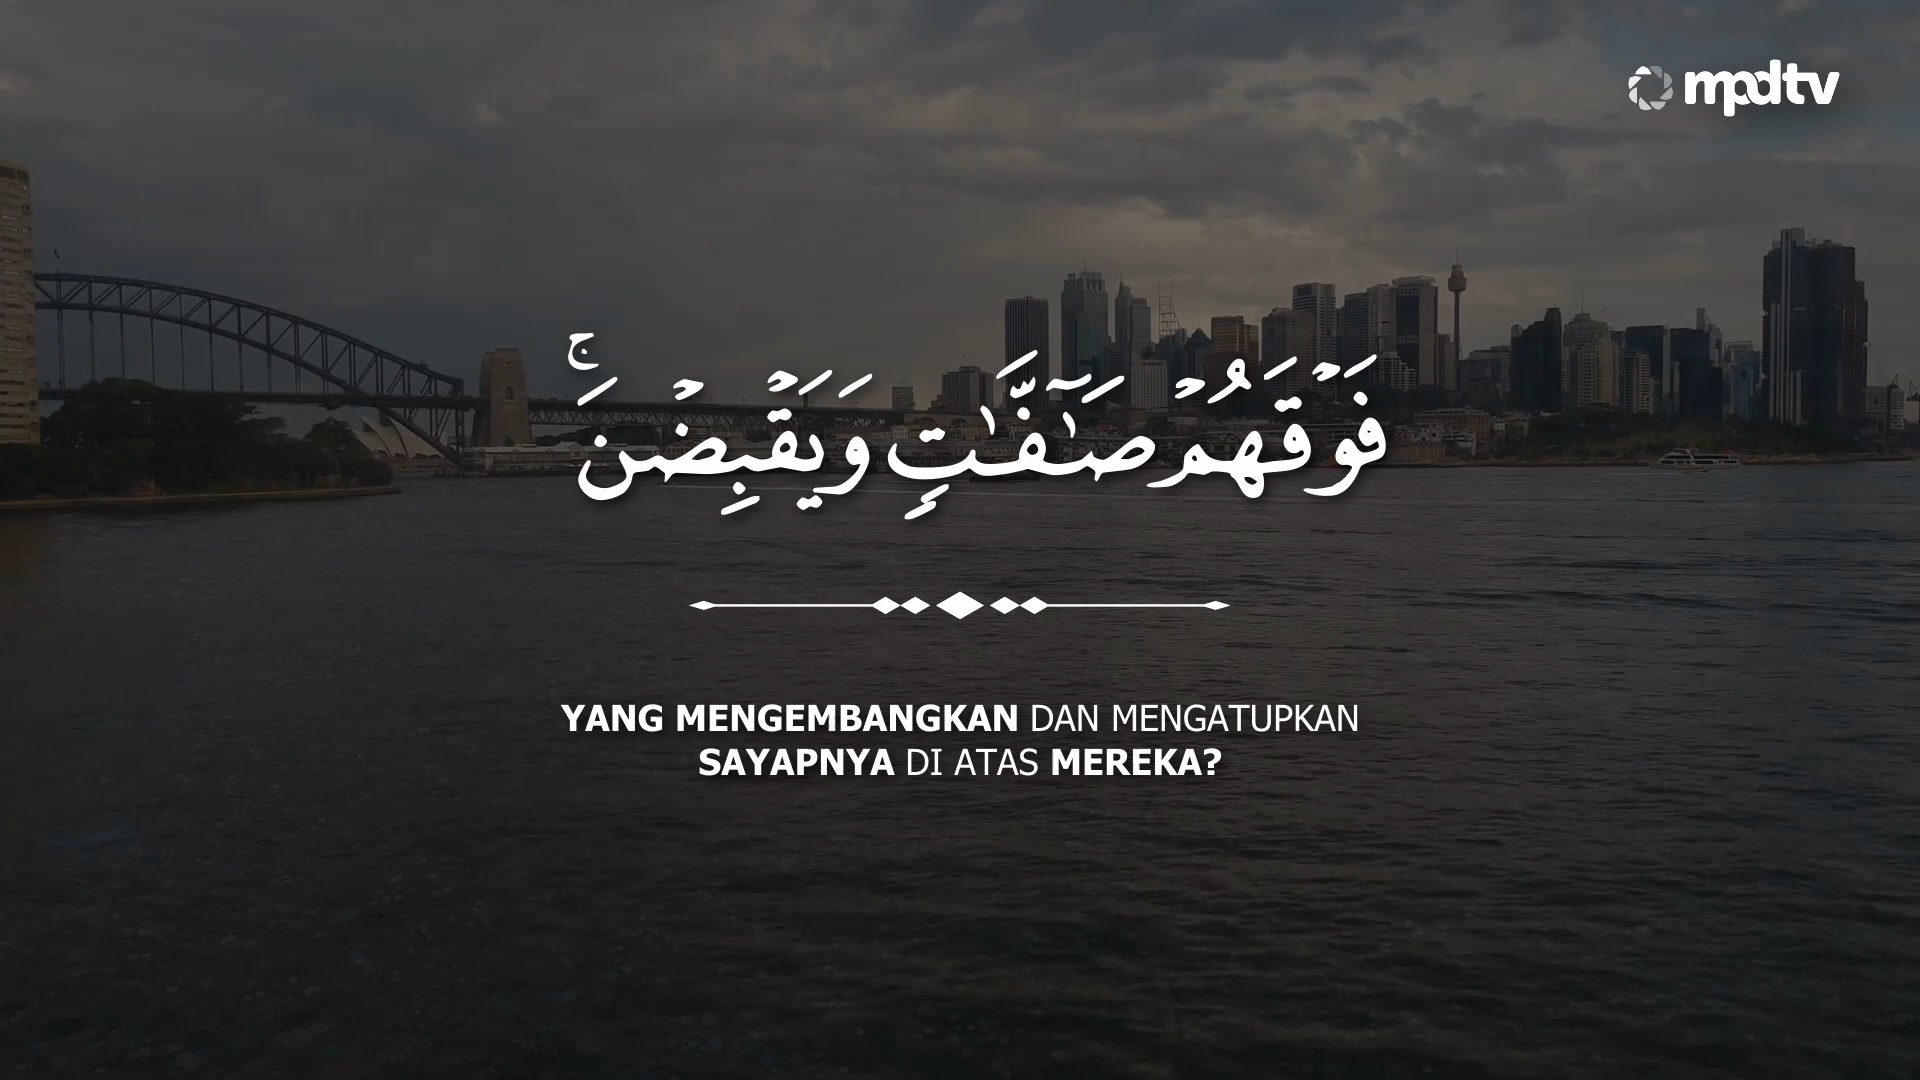 mpdtv
فَوْقَهُمْ صَٰٓفَّٰتٍ وَيَقْبِضْنَ ۚ
YANG MENGEMBANGKAN DAN MENGATUPKAN
SAYAPNYA DI ATAS MEREKA?